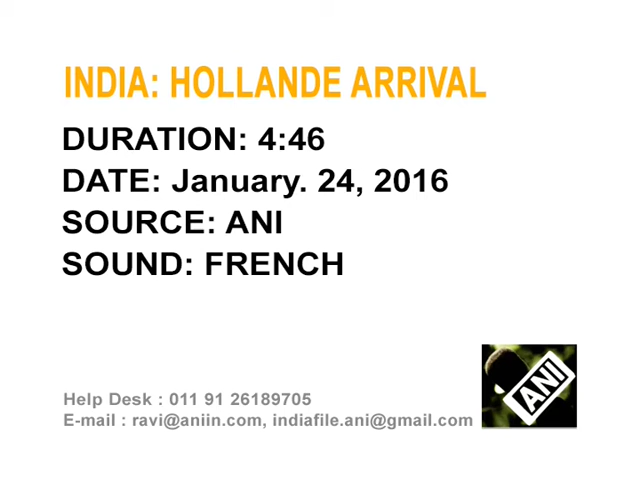 INDIA: HOLLANDE ARRIVAL
DURATION: 4:46
DATE: January. 24, 2016
SOURCE: ANI
SOUND: FRENCH
Help Desk : 011 91 26189705
E-mail : ravi@aniin.com, indiafile.ani@gmail.com
ANI